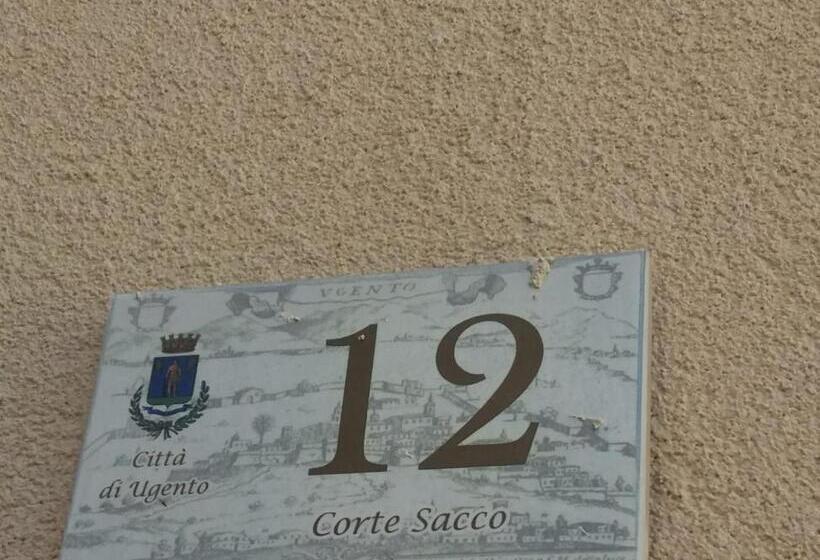 VGENTO
12
Città
di Ugento
Corte Sacco